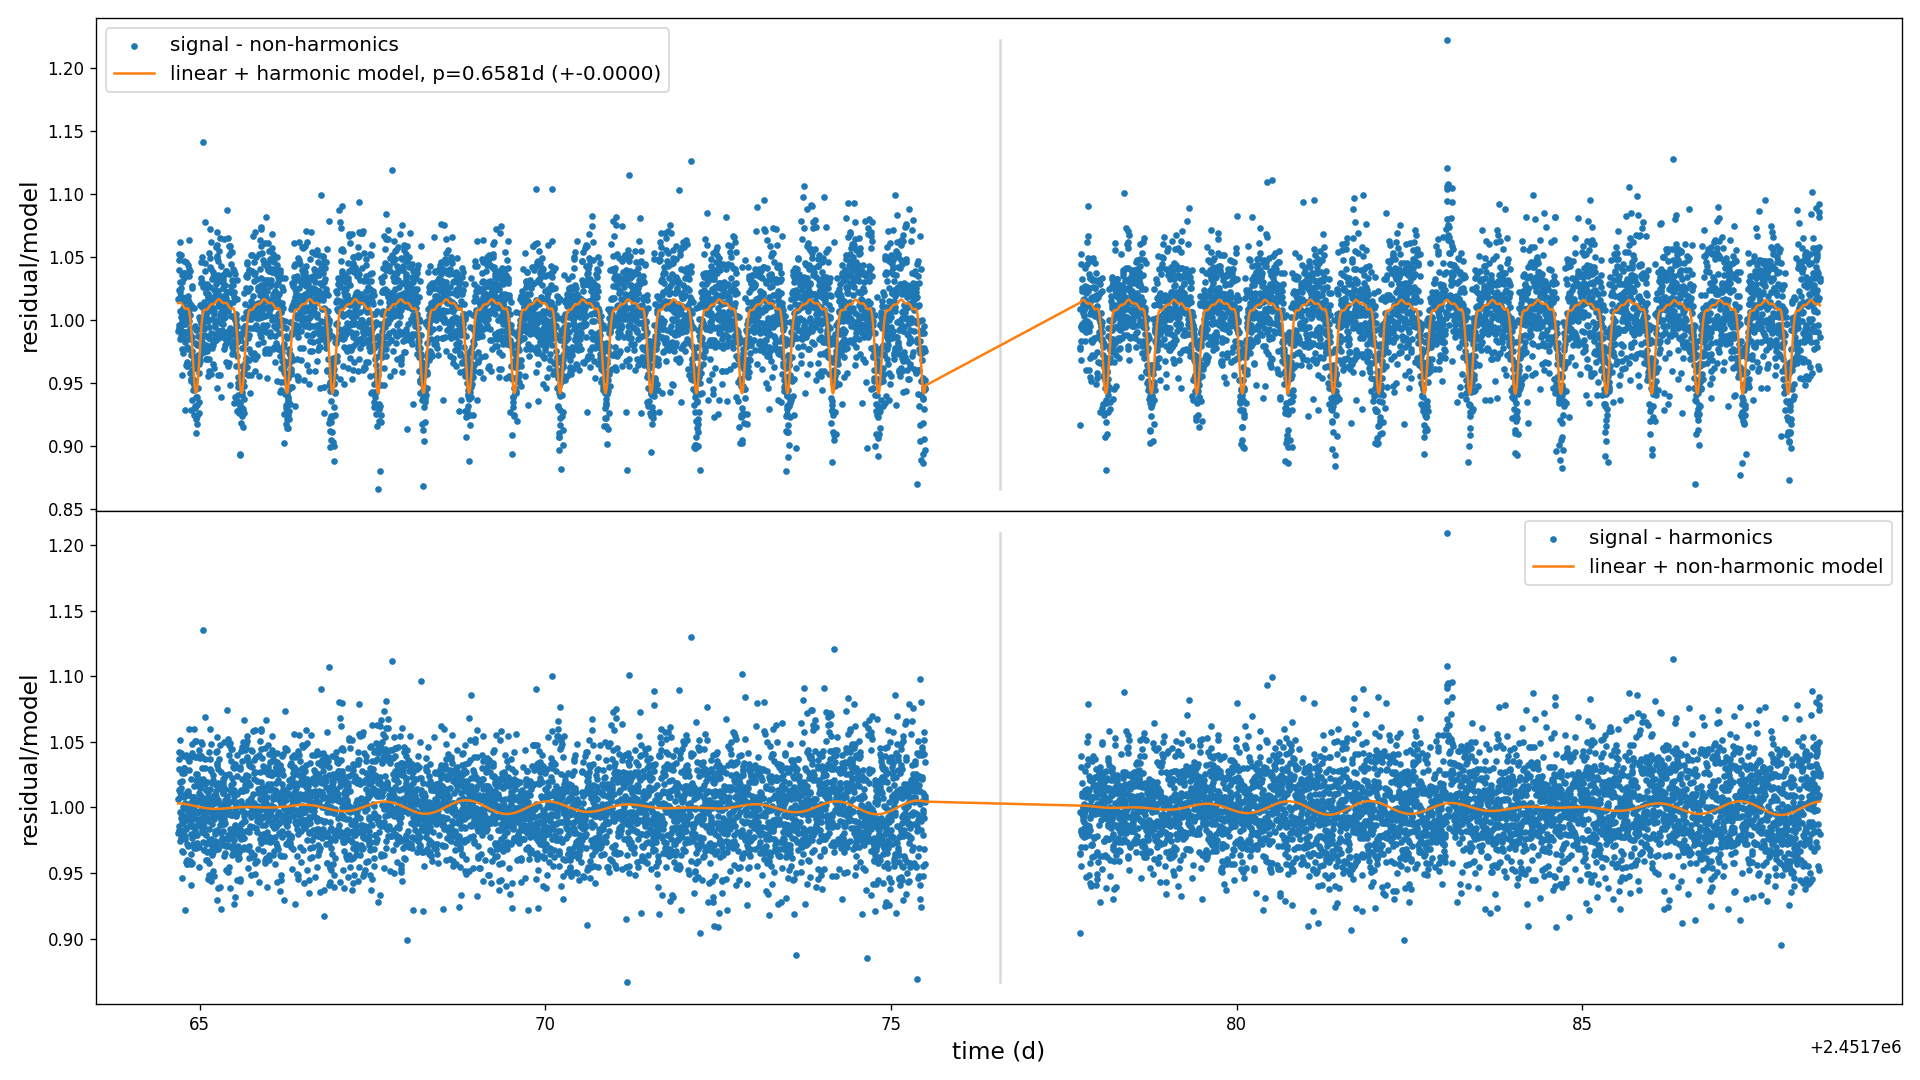 signal - non-harmonics
linear + harmonic model, p=0.6581d (+-0.0000)
residual/model
1.20
1.15
1.10
1.05
1.00
0.95
0.90
0.85
signal - harmonics
linear + non-harmonic model
residual/model
1.20
1.15
1.10
1.05
1.00
0.95
0.90
65 70 75 80 85
time (d)
+2.4517e6